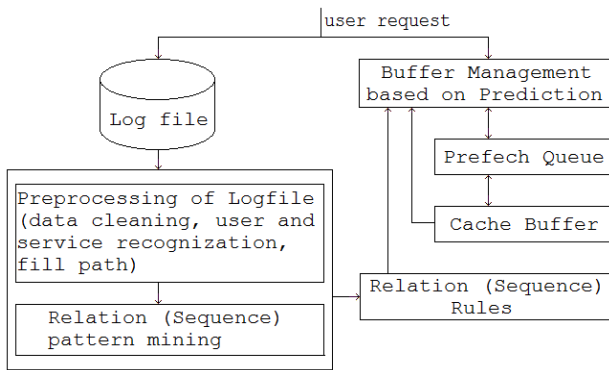 user request
Buffer Management
based on Prediction
Log file
Prefech Queue
Cache Buffer
Preprocessing of Logfile
(data cleaning, user and
service recognization,
fill path)
Relation (Sequence)
pattern mining
Relation (Sequence)
Rules